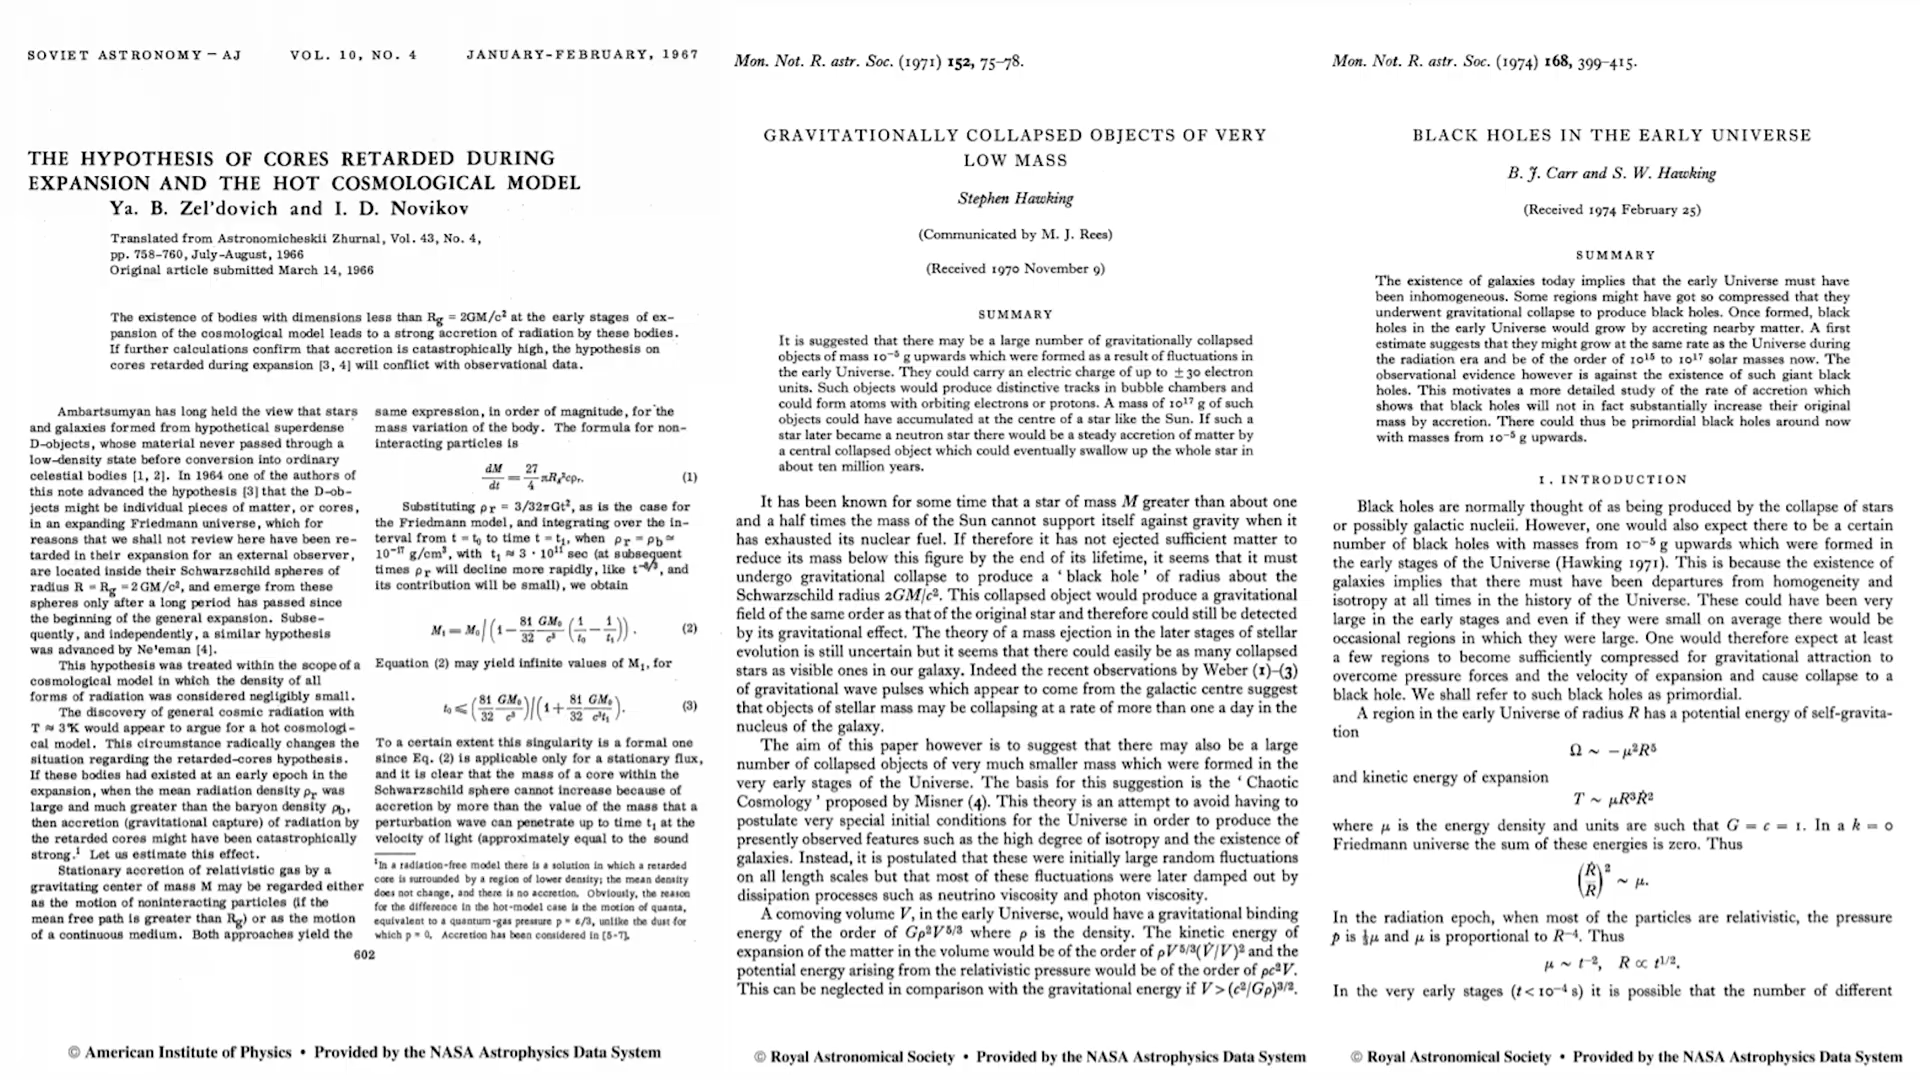 SOVIET ASTRONOMY — AJ VOL. 10, NO. 4 JANUARY-FEBRUARY, 1967
THE HYPOTHESIS OF CORES RETARDED DURING
EXPANSION AND THE HOT COSMOLOGICAL MODEL
Ya. B. Zel'dovich and I. D. Novikov
Translated from Astronomicheskii Zhurnal, Vol. 43, No. 4,
pp. 758-760, July-August, 1966
Original article submitted March 14, 1966
The existence of bodies with dimensions less than Rg = 2GM/c² at the early stages of ex-
pansion of the cosmological model leads to a strong accretion of radiation by these bodies.
If further calculations confirm that accretion is catastrophically high, the hypothesis on
cores retarded during expansion [3, 4] will conflict with observational data.
Ambartsumyan has long held the view that stars
and galaxies formed from hypothetical superdense
D-objects, whose material never passed through a
low-density state before conversion into ordinary
celestial bodies [1, 2]. In 1964 one of the authors of
this note advanced the hypothesis [3] that the D-ob-
jects might be individual pieces of matter, or cores,
in an expanding Friedmann universe, which for
reasons that we shall not review here have been re-
tarded in their expansion for an external observer,
are located inside their Schwarzschild spheres of
radius R = Rg = 2 GM/c², and emerge from these
spheres only after a long period has passed since
the beginning of the general expansion. Subse-
quently, and independently, a similar hypothesis
was advanced by Ne'eman [4].
This hypothesis was treated within the scope of a
cosmological model in which the density of all
forms of radiation was considered negligibly small.
The discovery of general cosmic radiation with
T ≈ 3°K would appear to argue for a hot cosmologi-
cal model. This circumstance radically changes the
situation regarding the retarded-cores hypothesis.
If these bodies had existed at an early epoch in the
expansion, when the mean radiation density ρr was
large and much greater than the baryon density ρb,
then accretion (gravitational capture) of radiation by
the retarded cores might have been catastrophically
strong.¹ Let us estimate this effect.
Stationary accretion of relativistic gas by a
gravitating center of mass M may be regarded either
as the motion of noninteracting particles (if the
mean free path is greater than Rg) or as the motion
of a continuous medium. Both approaches yield the
same expression, in order of magnitude, for the
mass variation of the body. The formula for non-
interacting particles is
dM/dt = 27/4 πRg²cρr. (1)
Substituting ρr = 3/32πGt², as is the case for
the Friedmann model, and integrating over the in-
terval from t = t₀ to time t = t₁, when ρr = ρb ≈
10⁻¹⁷ g/cm³, with t₁ ≈ 3 · 10¹¹ sec (at subsequent
times ρr will decline more rapidly, like t⁻⁸/³, and
its contribution will be small), we obtain
M₁ = M₀/(1 − 81/32 GM₀/c³ (1/t₀ − 1/t₁)). (2)
Equation (2) may yield infinite values of M₁, for
t₀ ⩽ (81/32 GM₀/c³)/(1 + 81/32 GM₀/c³t₁). (3)
To a certain extent this singularity is a formal one
since Eq. (2) is applicable only for a stationary flux,
and it is clear that the mass of a core within the
Schwarzschild sphere cannot increase because of
accretion by more than the value of the mass that a
perturbation wave can penetrate up to time t₁ at the
velocity of light (approximately equal to the sound
¹In a radiation-free model there is a solution in which a retarded
core is surrounded by a region of lower density; the mean density
does not change, and there is no accretion. Obviously, the reason
for the difference in the hot-model case is the motion of quanta,
equivalent to a quantum-gas pressure p = ε/3, unlike the dust for
which p = 0. Accretion has been considered in [5-7].
602
© American Institute of Physics • Provided by the NASA Astrophysics Data System
Mon. Not. R. astr. Soc. (1971) 152, 75–78.
GRAVITATIONALLY COLLAPSED OBJECTS OF VERY
LOW MASS
Stephen Hawking
(Communicated by M. J. Rees)
(Received 1970 November 9)
SUMMARY
It is suggested that there may be a large number of gravitationally collapsed
objects of mass 10⁻⁵ g upwards which were formed as a result of fluctuations in
the early Universe. They could carry an electric charge of up to ± 30 electron
units. Such objects would produce distinctive tracks in bubble chambers and
could form atoms with orbiting electrons or protons. A mass of 10¹⁷ g of such
objects could have accumulated at the centre of a star like the Sun. If such a
star later became a neutron star there would be a steady accretion of matter by
a central collapsed object which could eventually swallow up the whole star in
about ten million years.
It has been known for some time that a star of mass M greater than about one
and a half times the mass of the Sun cannot support itself against gravity when it
has exhausted its nuclear fuel. If therefore it has not ejected sufficient matter to
reduce its mass below this figure by the end of its lifetime, it seems that it must
undergo gravitational collapse to produce a ‘ black hole ’ of radius about the
Schwarzschild radius 2GM/c². This collapsed object would produce a gravitational
field of the same order as that of the original star and therefore could still be detected
by its gravitational effect. The theory of a mass ejection in the later stages of stellar
evolution is still uncertain but it seems that there could easily be as many collapsed
stars as visible ones in our galaxy. Indeed the recent observations by Weber (1)–(3)
of gravitational wave pulses which appear to come from the galactic centre suggest
that objects of stellar mass may be collapsing at a rate of more than one a day in the
nucleus of the galaxy.
The aim of this paper however is to suggest that there may also be a large
number of collapsed objects of very much smaller mass which were formed in the
very early stages of the Universe. The basis for this suggestion is the ‘ Chaotic
Cosmology ’ proposed by Misner (4). This theory is an attempt to avoid having to
postulate very special initial conditions for the Universe in order to produce the
presently observed features such as the high degree of isotropy and the existence of
galaxies. Instead, it is postulated that these were initially large random fluctuations
on all length scales but that most of these fluctuations were later damped out by
dissipation processes such as neutrino viscosity and photon viscosity.
A comoving volume V, in the early Universe, would have a gravitational binding
energy of the order of Gρ²V⁵/³ where ρ is the density. The kinetic energy of
expansion of the matter in the volume would be of the order of ρV⁵/³(V̇/V)² and the
potential energy arising from the relativistic pressure would be of the order of ρc²V.
This can be neglected in comparison with the gravitational energy if V > (c²/Gρ)³/².
© Royal Astronomical Society • Provided by the NASA Astrophysics Data System
Mon. Not. R. astr. Soc. (1974) 168, 399–415.
BLACK HOLES IN THE EARLY UNIVERSE
B. J. Carr and S. W. Hawking
(Received 1974 February 25)
SUMMARY
The existence of galaxies today implies that the early Universe must have
been inhomogeneous. Some regions might have got so compressed that they
underwent gravitational collapse to produce black holes. Once formed, black
holes in the early Universe would grow by accreting nearby matter. A first
estimate suggests that they might grow at the same rate as the Universe during
the radiation era and be of the order of 10¹⁵ to 10¹⁷ solar masses now. The
observational evidence however is against the existence of such giant black
holes. This motivates a more detailed study of the rate of accretion which
shows that black holes will not in fact substantially increase their original
mass by accretion. There could thus be primordial black holes around now
with masses from 10⁻⁵ g upwards.
1. INTRODUCTION
Black holes are normally thought of as being produced by the collapse of stars
or possibly galactic nucleii. However, one would also expect there to be a certain
number of black holes with masses from 10⁻⁵ g upwards which were formed in
the early stages of the Universe (Hawking 1971). This is because the existence of
galaxies implies that there must have been departures from homogeneity and
isotropy at all times in the history of the Universe. These could have been very
large in the early stages and even if they were small on average there would be
occasional regions in which they were large. One would therefore expect at least
a few regions to become sufficiently compressed for gravitational attraction to
overcome pressure forces and the velocity of expansion and cause collapse to a
black hole. We shall refer to such black holes as primordial.
A region in the early Universe of radius R has a potential energy of self-gravita-
tion
Ω ∼ −μ²R⁵
and kinetic energy of expansion
T ∼ μR³Ṙ²
where μ is the energy density and units are such that G = c = 1. In a k = 0
Friedmann universe the sum of these energies is zero. Thus
(Ṙ/R)² ∼ μ.
In the radiation epoch, when most of the particles are relativistic, the pressure
p is ⅓μ and μ is proportional to R⁻⁴. Thus
μ ∼ t⁻², R ∝ t¹/².
In the very early stages (t < 10⁻⁴ s) it is possible that the number of different
© Royal Astronomical Society • Provided by the NASA Astrophysics Data System